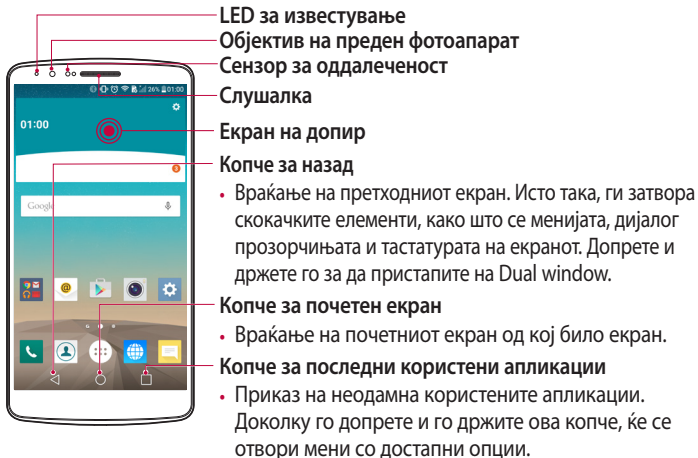 LED за известување
Објектив на преден фотоапарат
Сензор за оддалеченост
Слушалка
Екран на допир
Копче за назад
• Враќање на претходниот екран. Исто така, ги затвора
скокачките елементи, како што се менијата, дијалог
прозорчињата и тастатурата на екранот. Допрете и
држете го за да пристапите на Dual window.
Копче за почетен екран
• Враќање на почетниот екран од кој било екран.
Копче за последни користени апликации
• Приказ на неодамна користените апликации.
Доколку го допрете и го држите ова копче, ќе се
отвори мени со достапни опции.
26% 01:00
01:00
3
Google